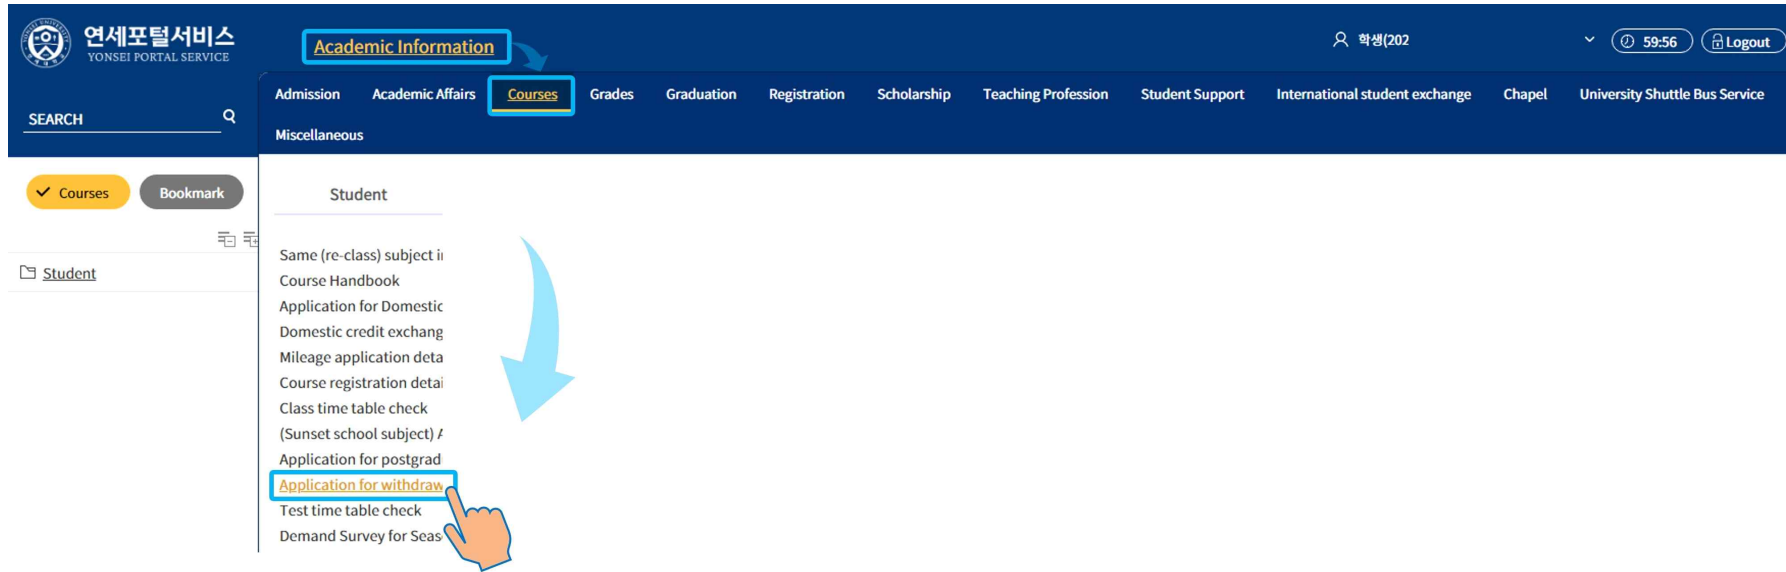 연세포털서비스
YONSEI PORTAL SERVICE
Academic Information
학생(202
59:56
Logout
SEARCH
Admission Academic Affairs Courses Grades Graduation Registration Scholarship Teaching Profession Student Support International student exchange Chapel University Shuttle Bus Service
Miscellaneous
Courses
Bookmark
Student
Student
Same (re-class) subject i
Course Handbook
Application for Domestic
Domestic credit exchang
Mileage application deta
Course registration detai
Class time table check
(Sunset school subject) A
Application for postgrad
Application for withdraw
Test time table check
Demand Survey for Seas